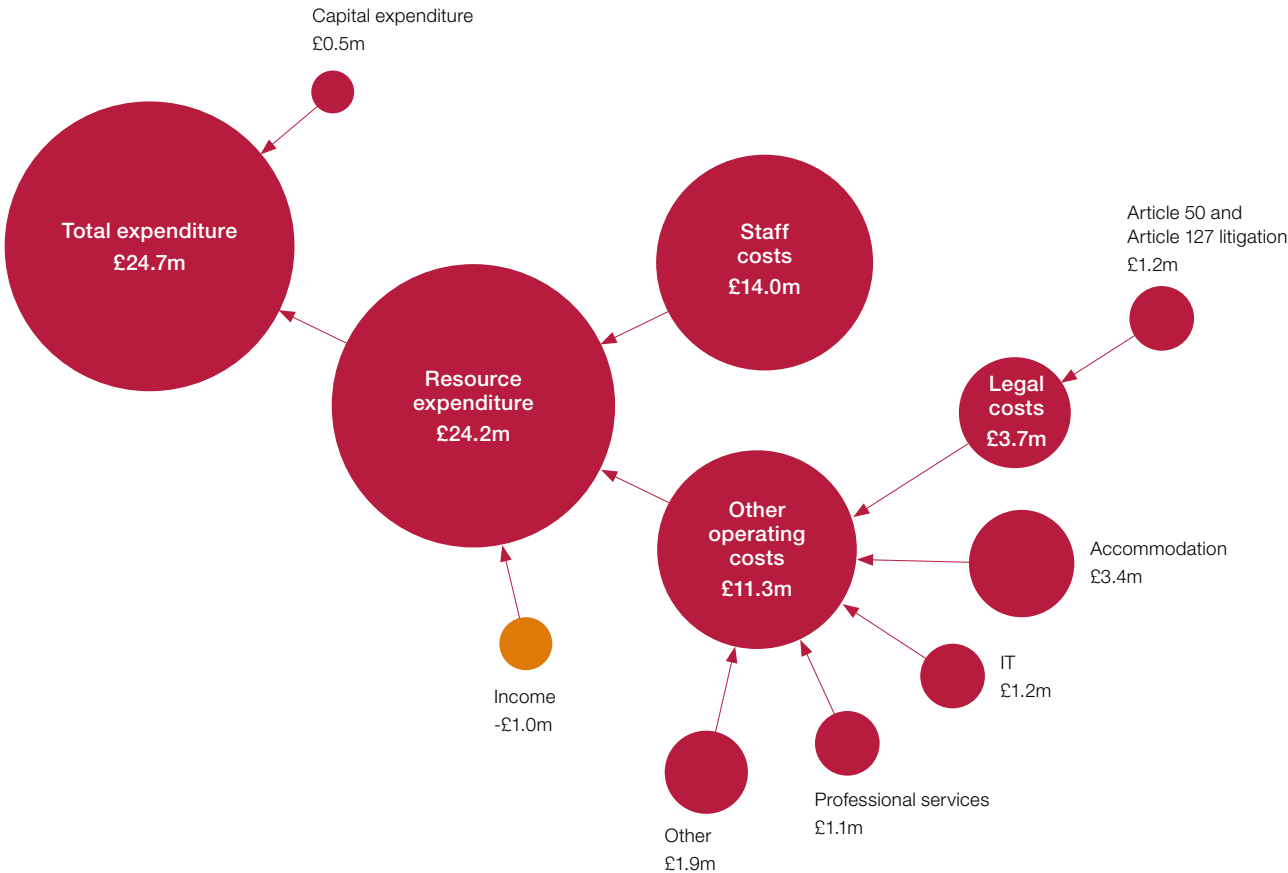 Capital expenditure
£0.5m
Total expenditure
£24.7m
Staff
costs
£14.0m
Article 50 and
Article 127 litigation
£1.2m
Resource
expenditure
£24.2m
Legal
costs
£3.7m
Other
operating
costs
£11.3m
Accommodation
£3.4m
IT
£1.2m
Income
-£1.0m
Professional services
£1.1m
Other
£1.9m